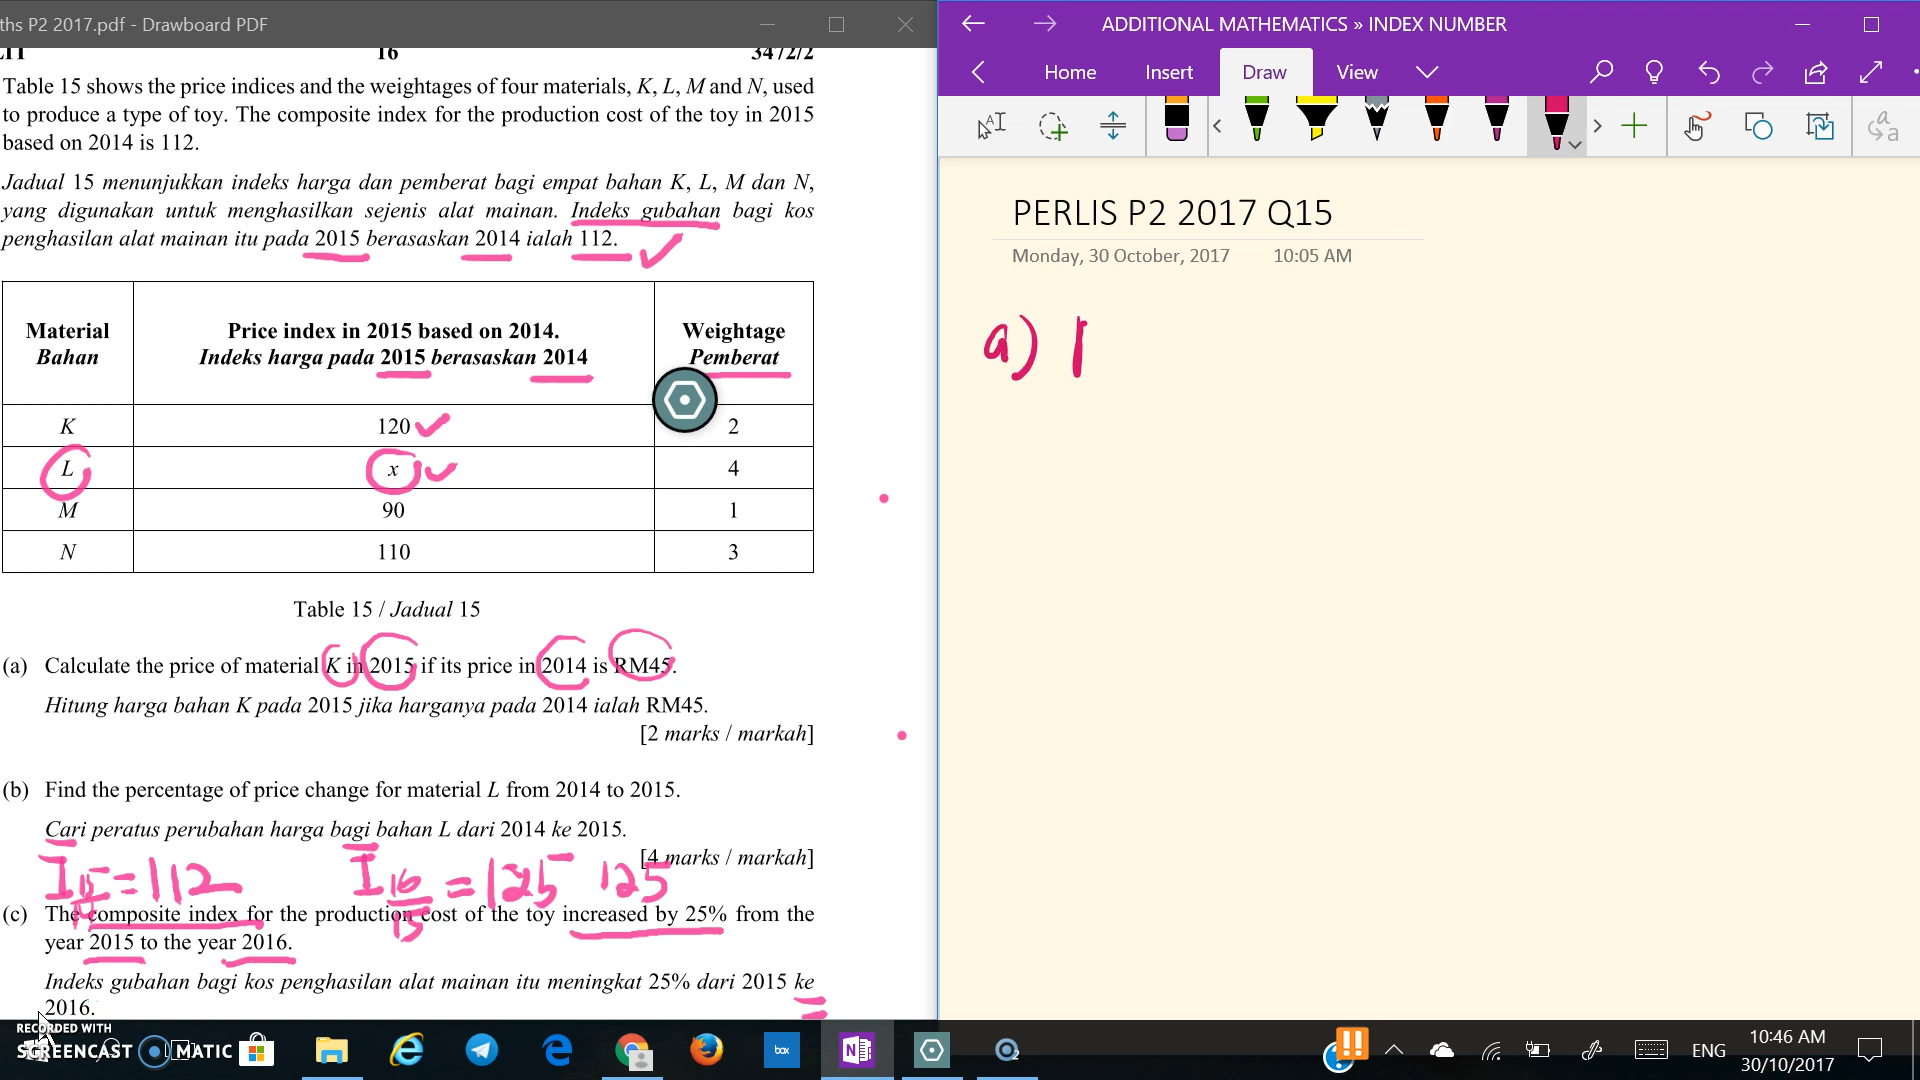 ths P2 2017.pdf - Drawboard PDF
16
3472/2
Table 15 shows the price indices and the weightages of four materials, K, L, M and N, used
to produce a type of toy. The composite index for the production cost of the toy in 2015
based on 2014 is 112.
Jadual 15 menunjukkan indeks harga dan pemberat bagi empat bahan K, L, M dan N,
yang digunakan untuk menghasilkan sejenis alat mainan. Indeks gubahan bagi kos
penghasilan alat mainan itu pada 2015 berasaskan 2014 ialah 112.
Material
Bahan
Price index in 2015 based on 2014.
Indeks harga pada 2015 berasaskan 2014
Weightage
Pemberat
K 120 2
L x 4
M 90 1
N 110 3
Table 15 / Jadual 15
(a) Calculate the price of material K in 2015 if its price in 2014 is RM45.
Hitung harga bahan K pada 2015 jika harganya pada 2014 ialah RM45.
[2 marks / markah]
(b) Find the percentage of price change for material L from 2014 to 2015.
Cari peratus perubahan harga bagi bahan L dari 2014 ke 2015.
[4 marks / markah]
I 15/14 = 112 I 16/15 = 125 125
(c) The composite index for the production cost of the toy increased by 25% from the
year 2015 to the year 2016.
Indeks gubahan bagi kos penghasilan alat mainan itu meningkat 25% dari 2015 ke
2016.
RECORDED WITH
SCREENCAST MATIC
ADDITIONAL MATHEMATICS » INDEX NUMBER
Home Insert Draw View
PERLIS P2 2017 Q15
Monday, 30 October, 2017 10:05 AM
a)
box
N
ENG
10:46 AM
30/10/2017